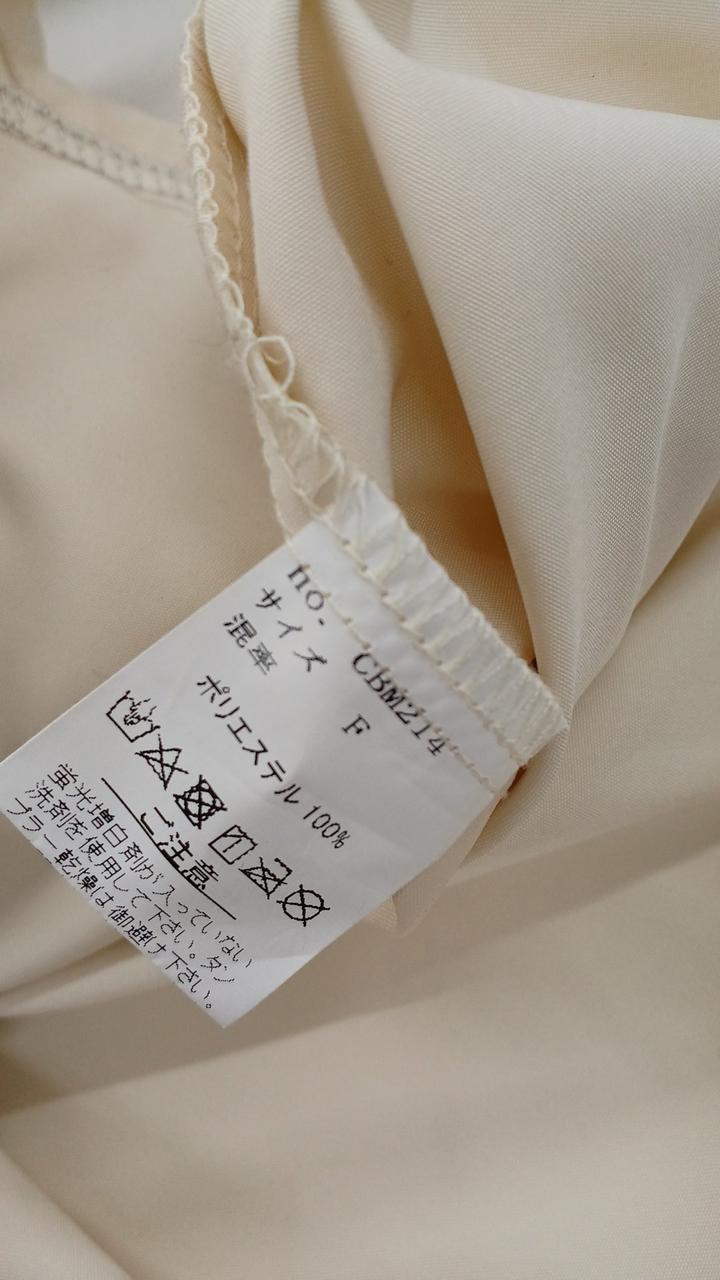 no. CBM214
サイズ F
混率
ポリエステル 100%
ご注意
蛍光増白剤が入っていない
洗剤を使用して下さい。タン
ブラー乾燥は御避け下さい。